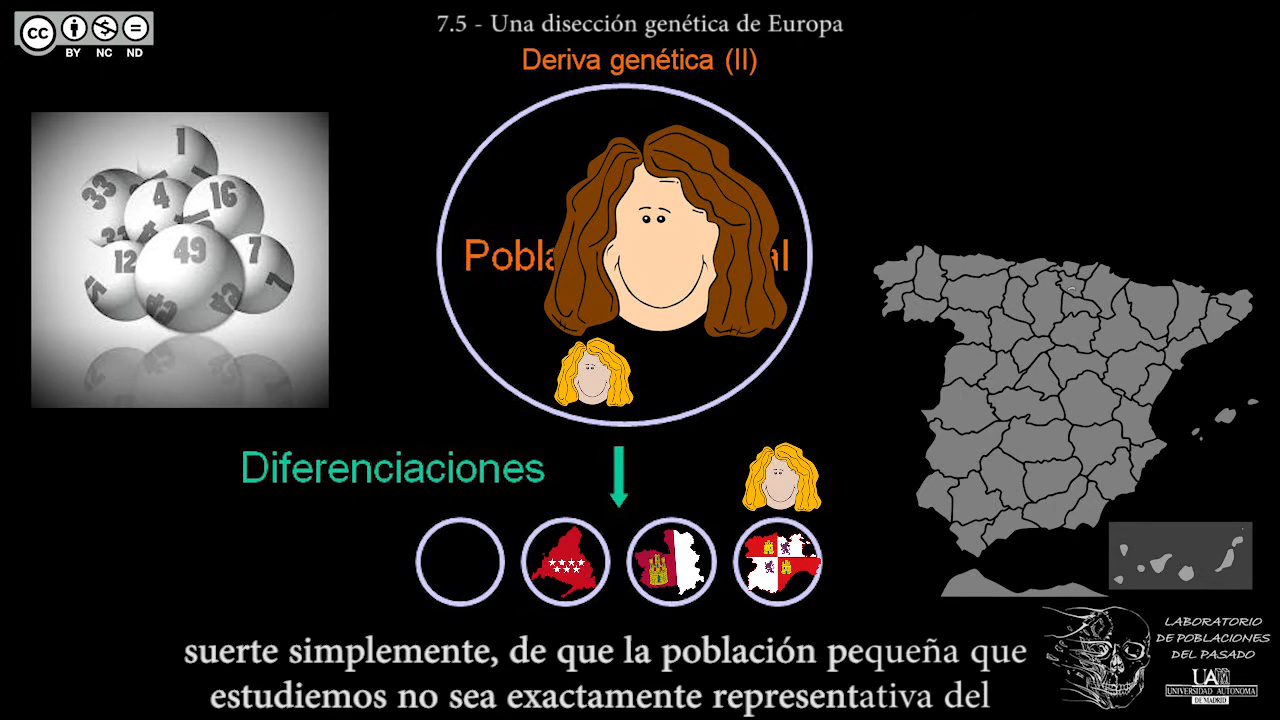 cc
BY NC ND
7.5 - Una disección genética de Europa
Deriva genética (II)
1
33 4 16
12 49 7
Pobla al
Diferenciaciones
suerte simplemente, de que la población pequeña que
estudiemos no sea exactamente representativa del
LABORATORIO
DE POBLACIONES
DEL PASADO
UAM
UNIVERSIDAD AUTONOMA
DE MADRID